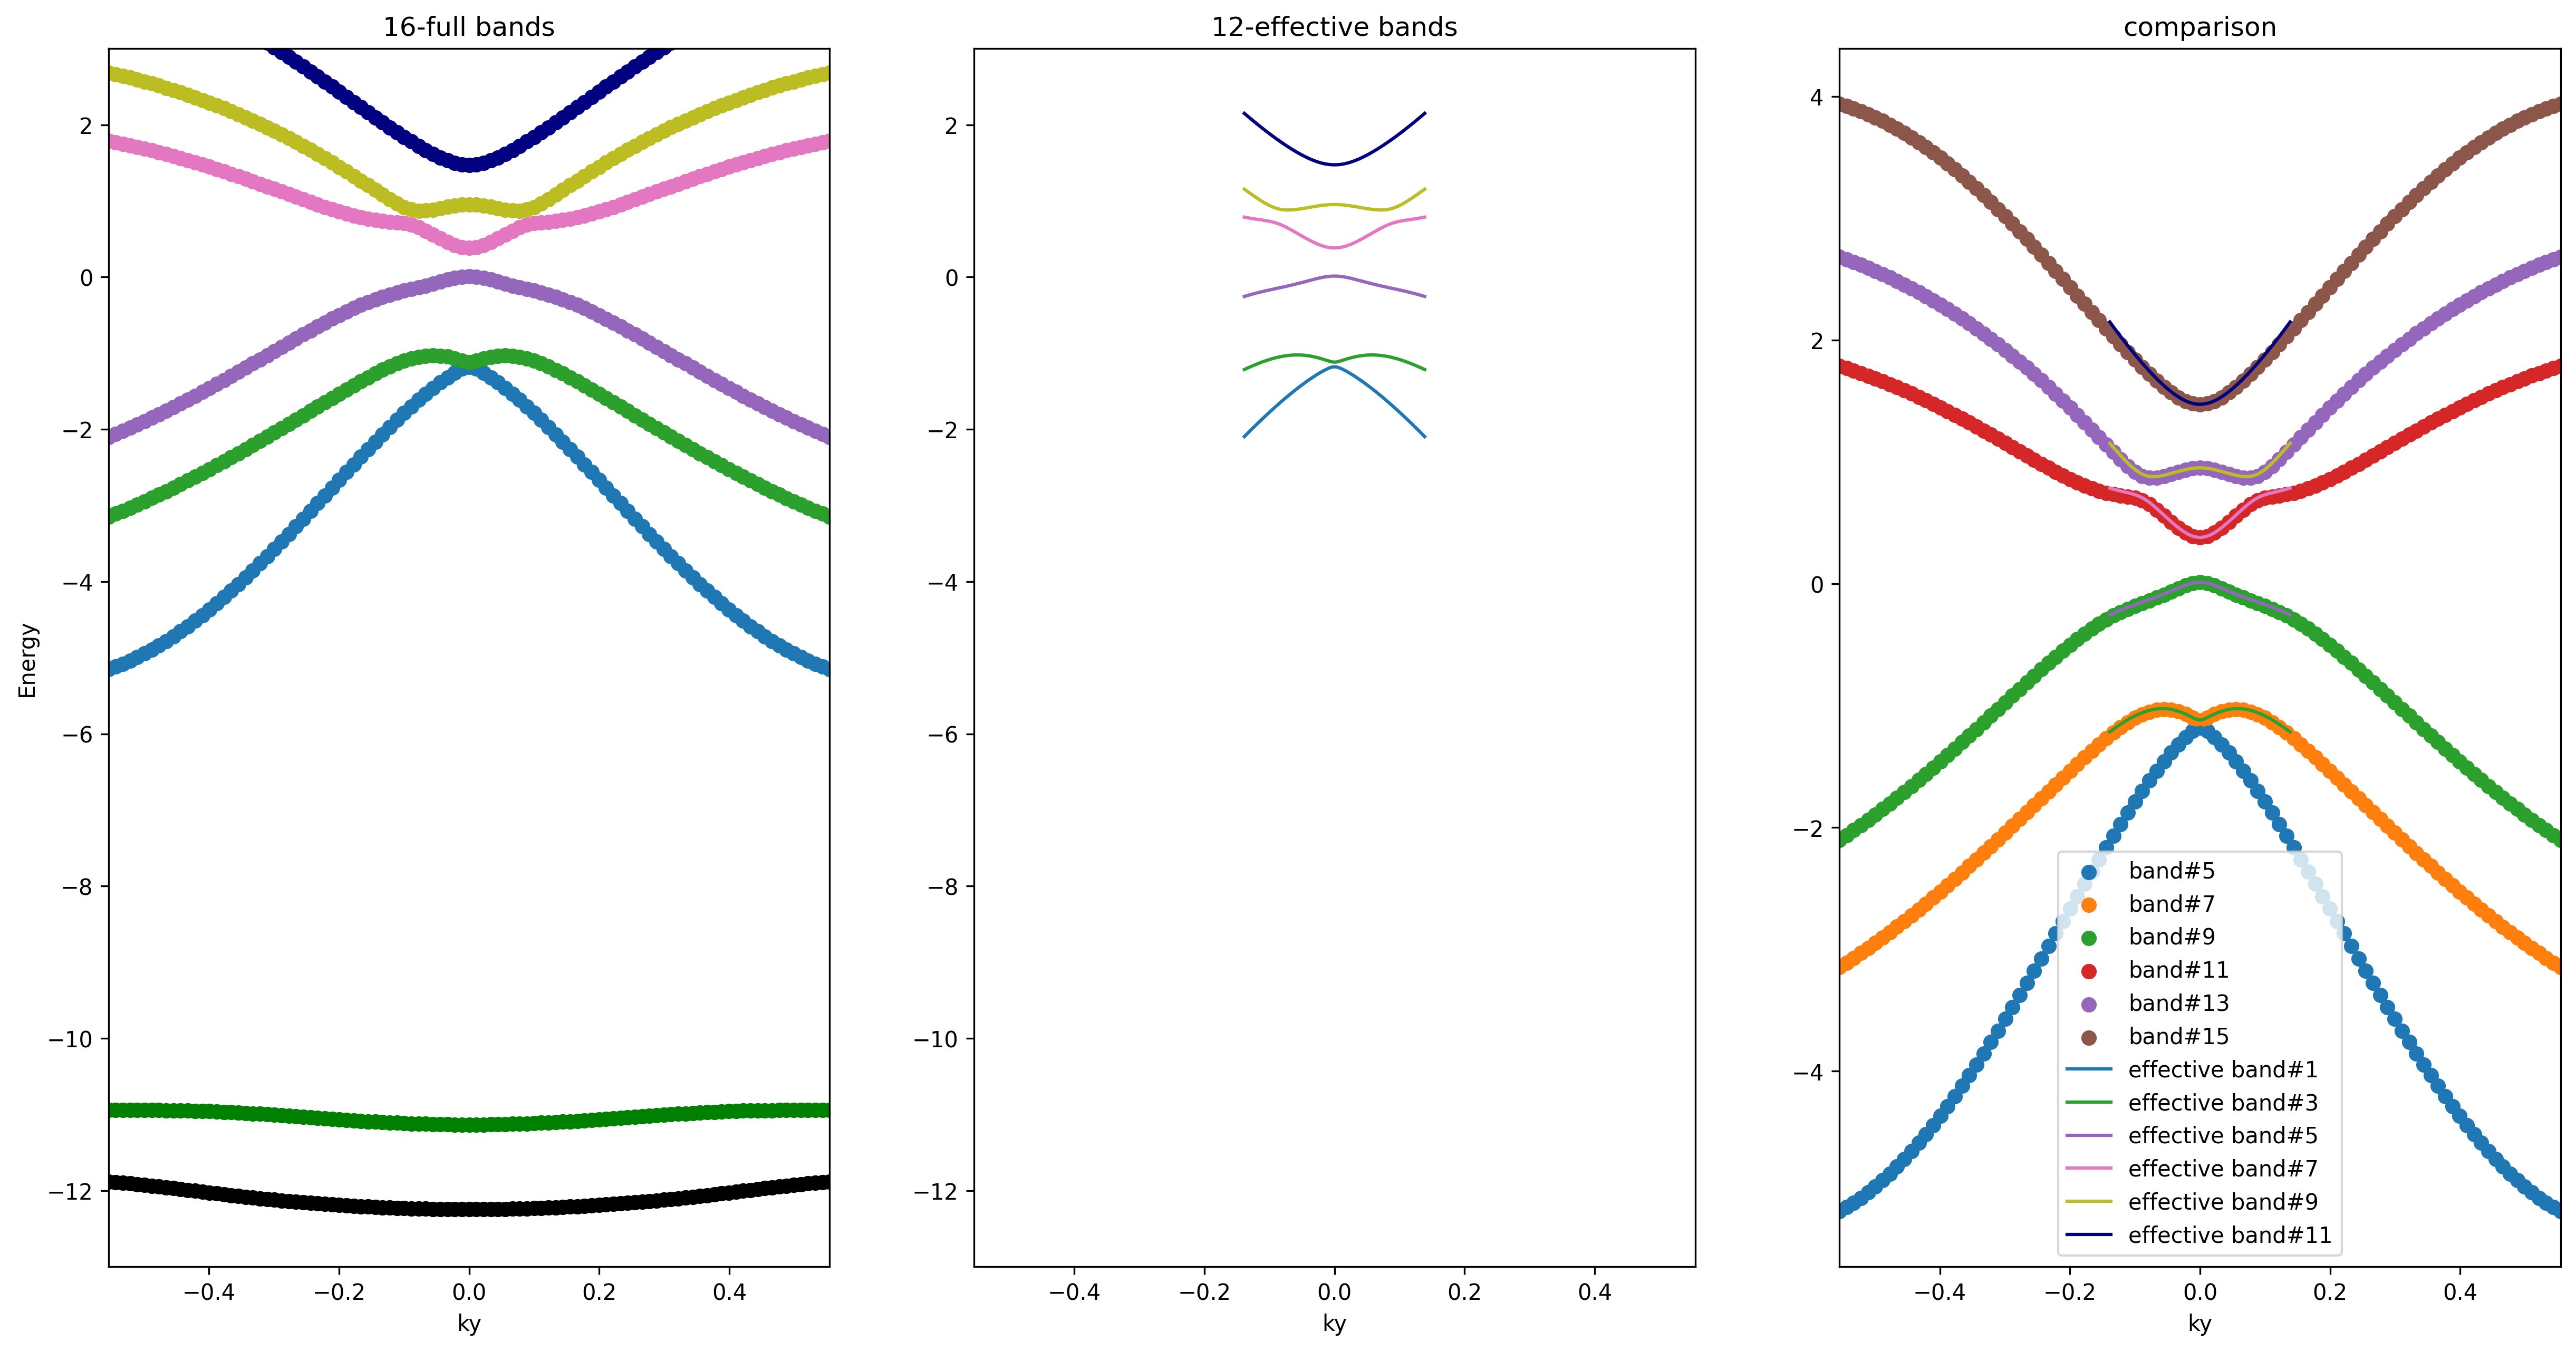 16-full bands
12-effective bands
comparison
Energy
2
0
−2
−4
−6
−8
−10
−12
−0.4 −0.2 0.0 0.2 0.4
ky
2
0
−2
−4
−6
−8
−10
−12
−0.4 −0.2 0.0 0.2 0.4
ky
4
2
0
−2
−4
band#5
band#7
band#9
band#11
band#13
band#15
effective band#1
effective band#3
effective band#5
effective band#7
effective band#9
effective band#11
−0.4 −0.2 0.0 0.2 0.4
ky